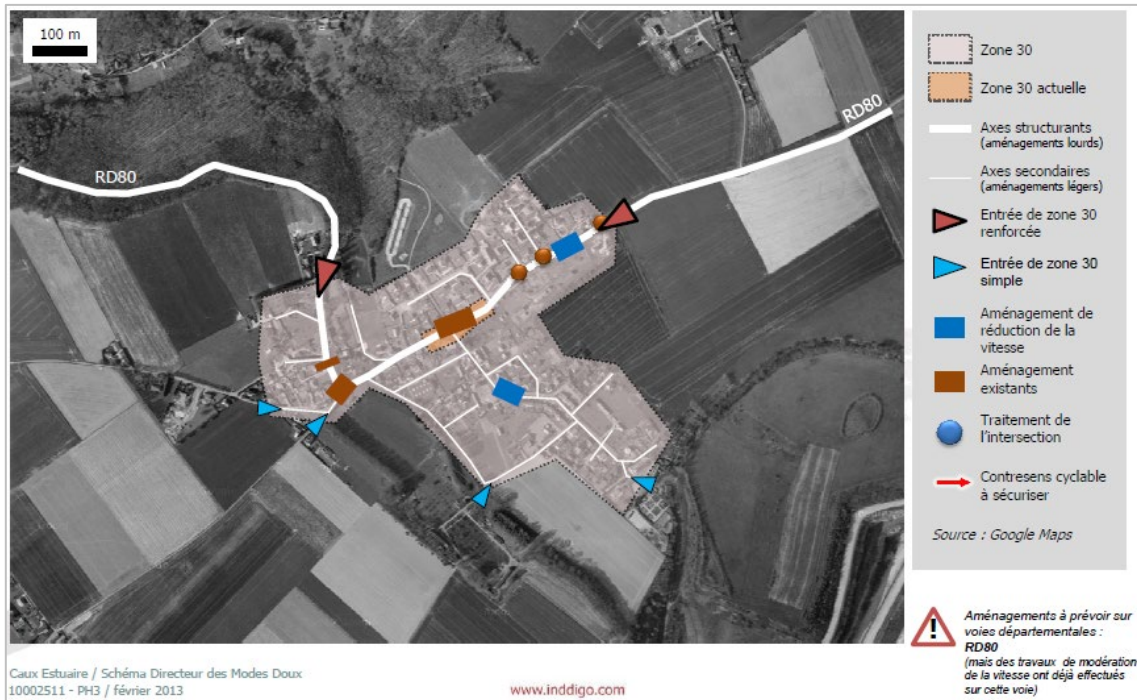 100 m
RD80
RD80
Zone 30
Zone 30 actuelle
Axes structurants
(aménagements lourds)
Axes secondaires
(aménagements légers)
Entrée de zone 30
renforcée
Entrée de zone 30
simple
Aménagement de
réduction de la
vitesse
Aménagement
existants
Traitement de
l'intersection
Contresens cyclable
à sécuriser
Source : Google Maps
Aménagements à prévoir sur
voies départementales :
RD80
(mais des travaux de modération
de la vitesse ont déjà effectués
sur cette voie)
Caux Estuaire / Schéma Directeur des Modes Doux
10002511 - PH3 / février 2013
www.inddigo.com